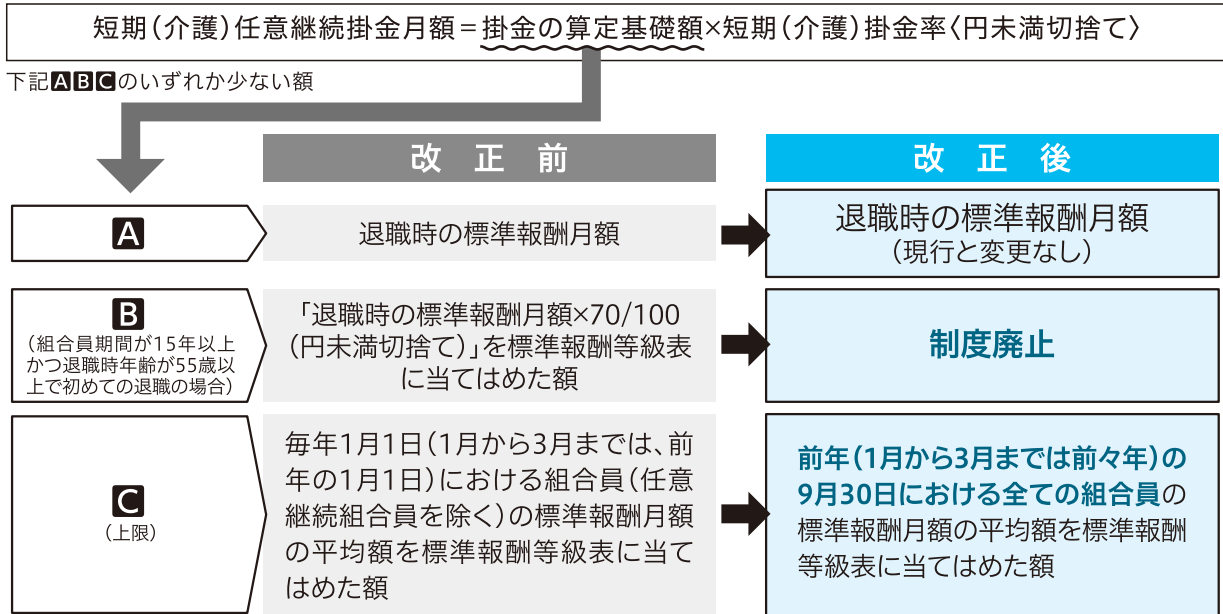 短期(介護)任意継続掛金月額＝掛金の算定基礎額×短期(介護)掛金率〈円未満切捨て〉
下記ABCのいずれか少ない額
改正前
改正後
A
退職時の標準報酬月額
退職時の標準報酬月額
(現行と変更なし)
B
(組合員期間が15年以上
かつ退職時年齢が55歳以
上で初めての退職の場合)
「退職時の標準報酬月額×70/100
(円未満切捨て)」を標準報酬等級表
に当てはめた額
制度廃止
C
(上限)
毎年1月1日(1月から3月までは、前
年の1月1日)における組合員(任意
継続組合員を除く)の標準報酬月額
の平均額を標準報酬等級表に当て
はめた額
前年(1月から3月までは前々年)の
9月30日における全ての組合員の
標準報酬月額の平均額を標準報酬
等級表に当てはめた額